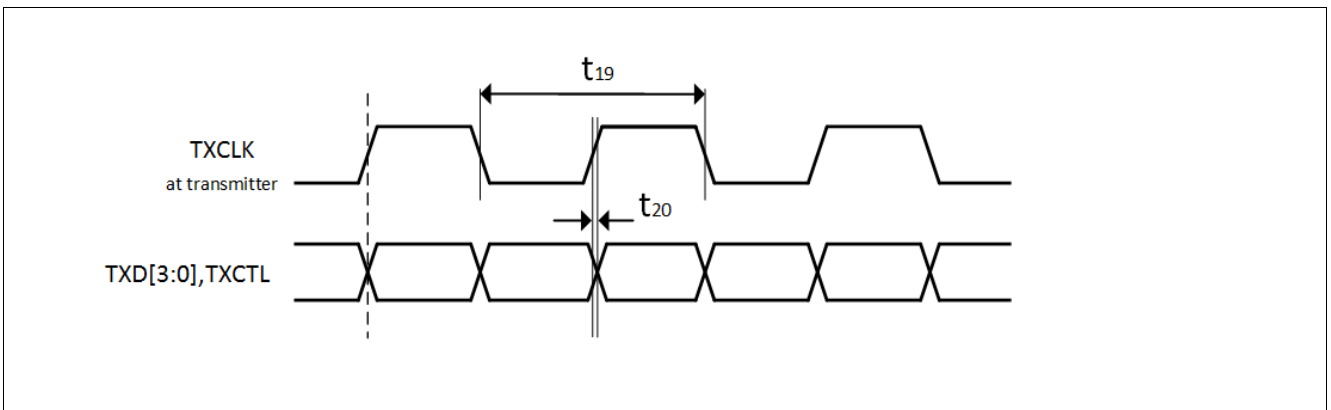 t19
TXCLK
at transmitter
t20
TXD[3:0],TXCTL